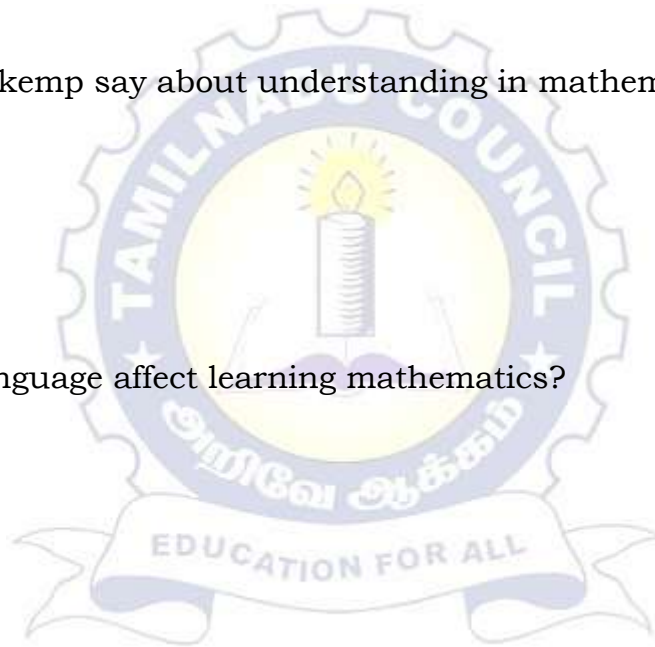 kemp say about understanding in mathem
TAMILNADU COUNCIL
nguage affect learning mathematics?
அறிவே ஆக்கம்
EDUCATION FOR ALL